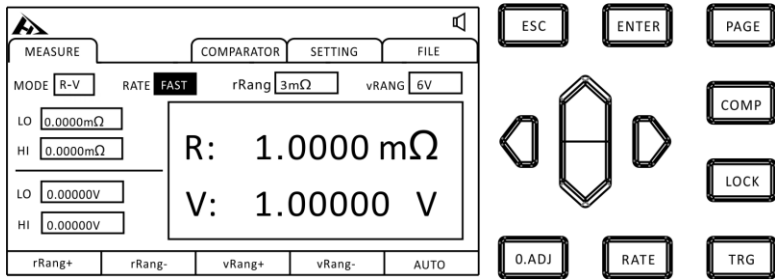 MEASURE COMPARATOR SETTING FILE
MODE R-V RATE FAST rRang 3mΩ vRANG 6V
LO 0.0000mΩ
HI 0.0000mΩ
R: 1.0000 mΩ
LO 0.00000V
HI 0.00000V
V: 1.00000 V
rRang+ rRang- vRang+ vRang- AUTO
ESC ENTER PAGE
COMP
LOCK
0.ADJ RATE TRG